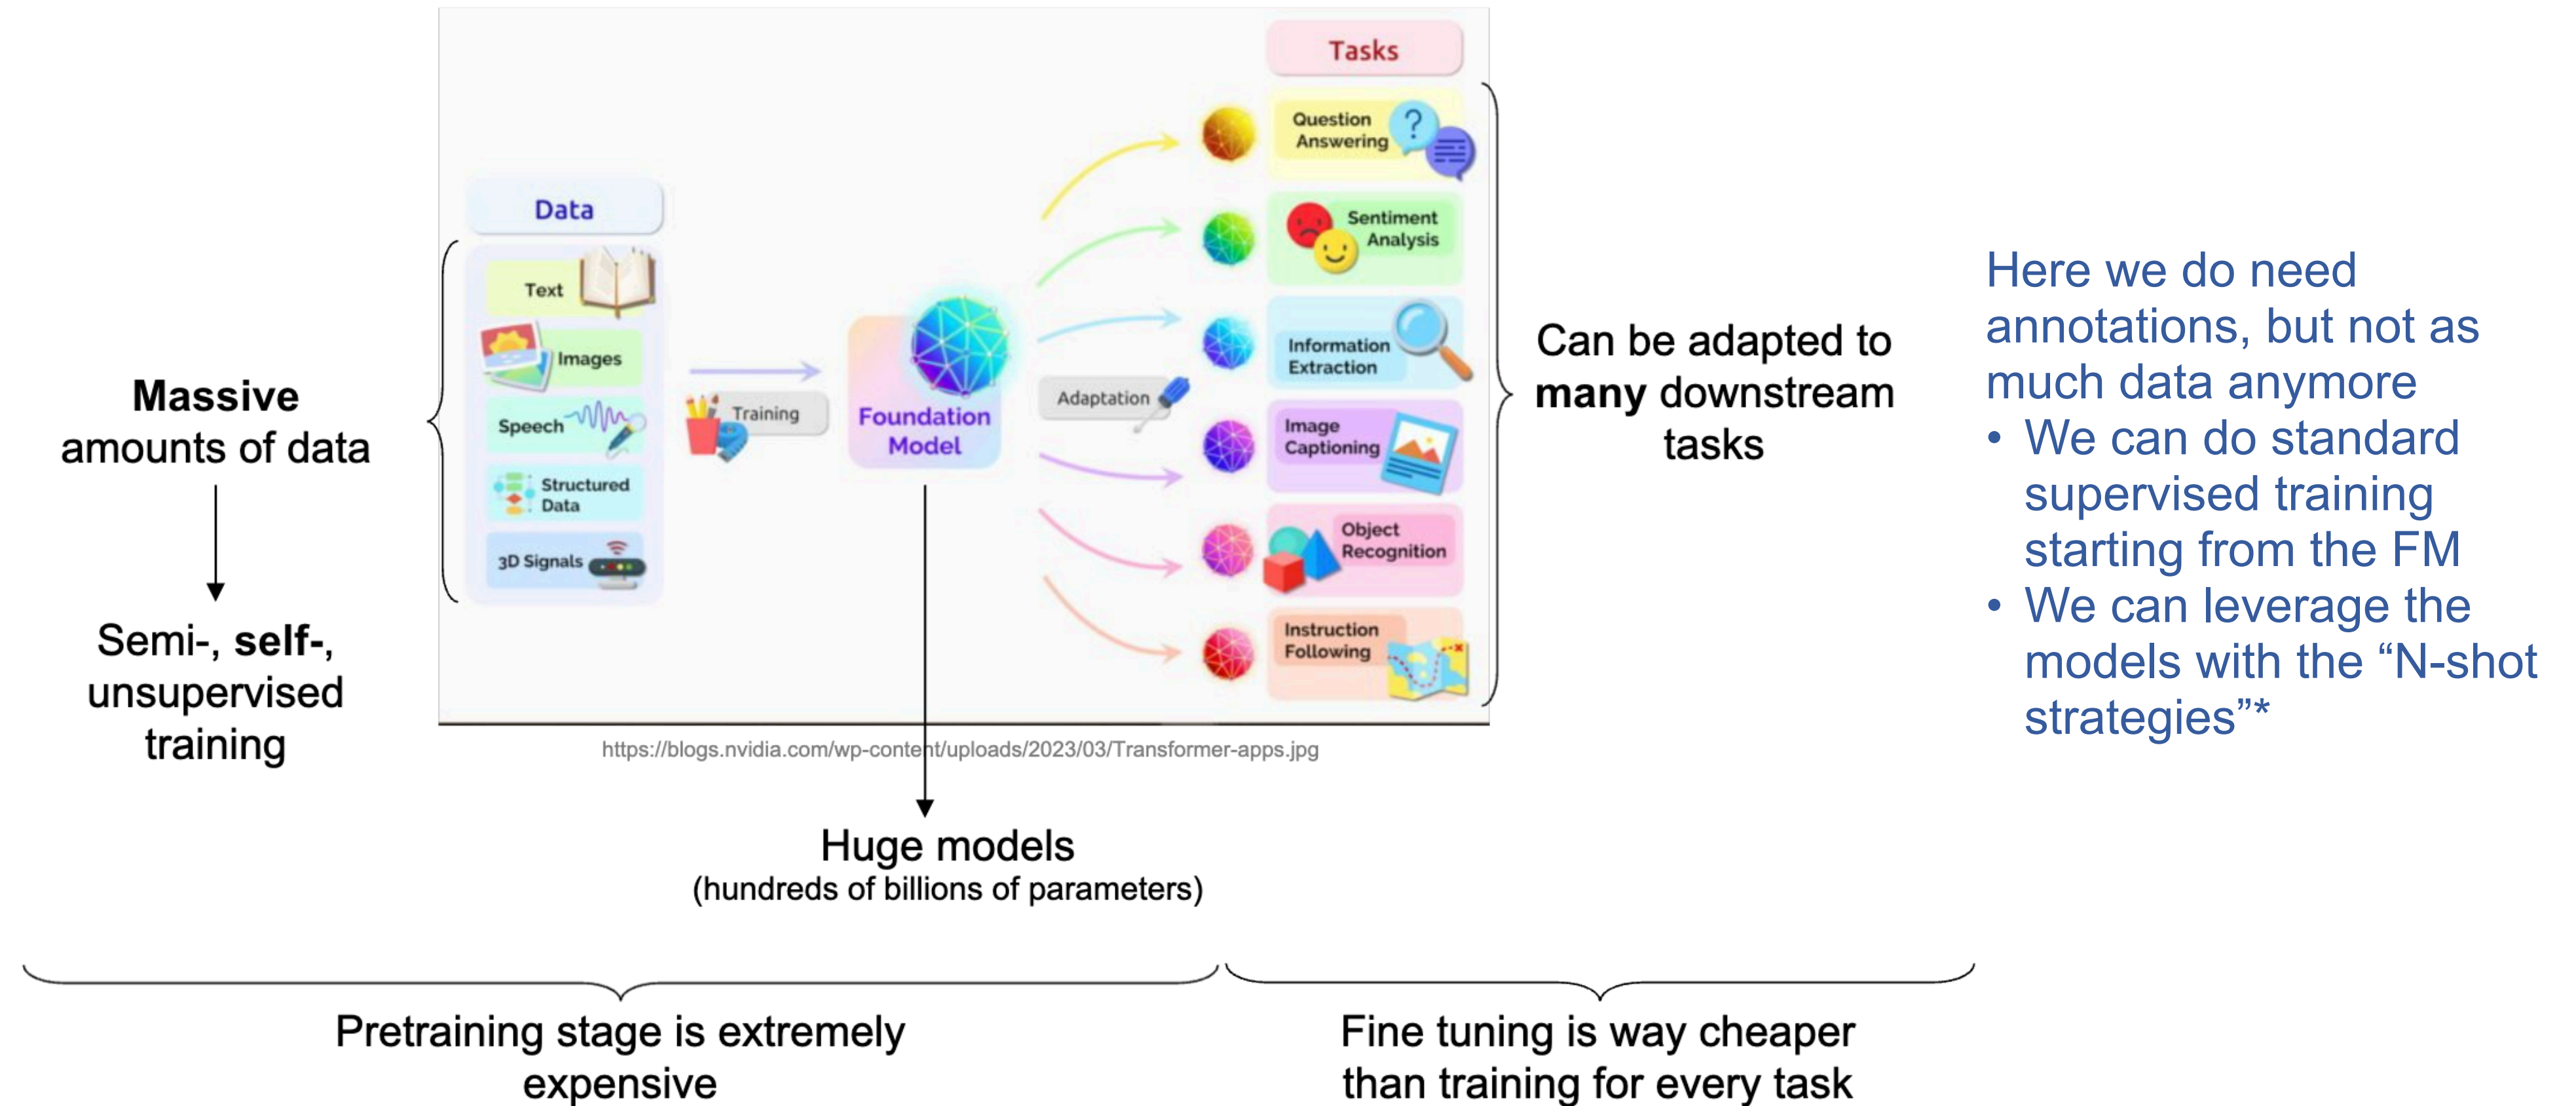 Massive
amounts of data
Semi-, self-,
unsupervised
training
Data
Text
Images
Speech
Structured
Data
3D Signals
Training
Foundation
Model
Adaptation
Tasks
Question
Answering
?
Sentiment
Analysis
Information
Extraction
Image
Captioning
Object
Recognition
Instruction
Following
https://blogs.nvidia.com/wp-content/uploads/2023/03/Transformer-apps.jpg
Can be adapted to
many downstream
tasks
Here we do need
annotations, but not as
much data anymore
• We can do standard
supervised training
starting from the FM
• We can leverage the
models with the “N-shot
strategies”*
Huge models
(hundreds of billions of parameters)
Pretraining stage is extremely
expensive
Fine tuning is way cheaper
than training for every task